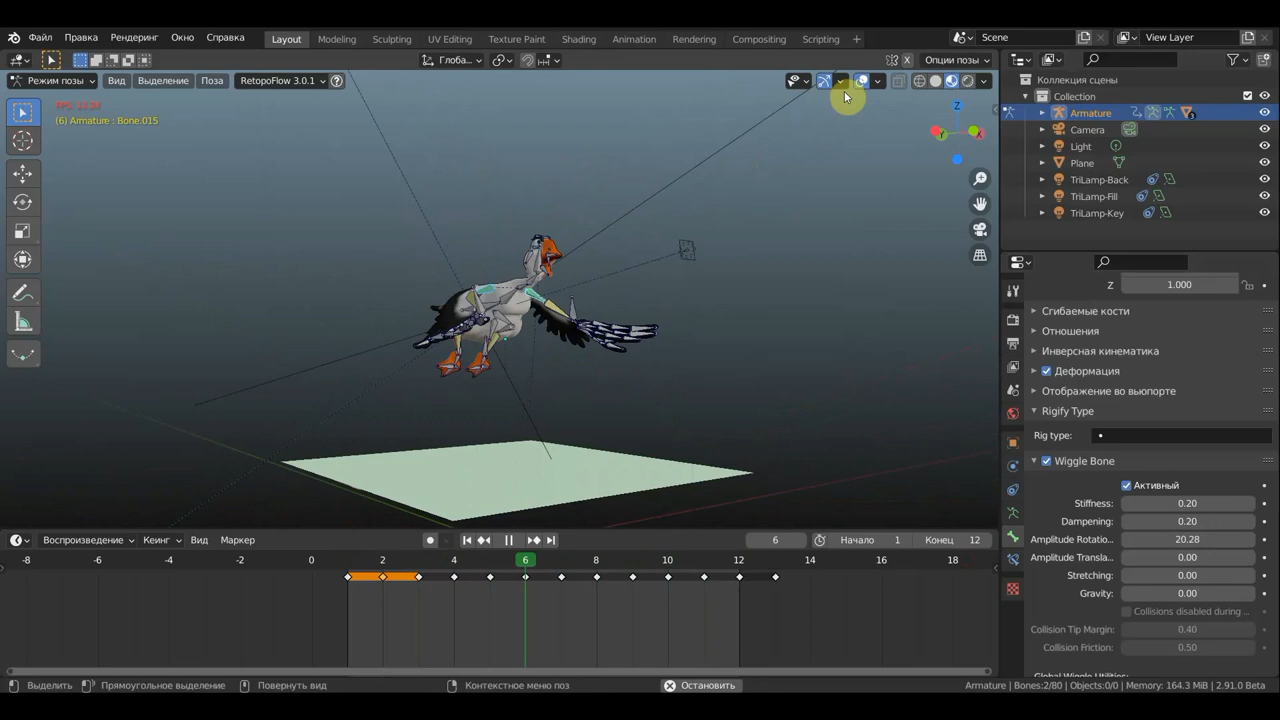 Файл Правка Рендеринг Окно Справка Layout Modeling Sculpting UV Editing Texture Paint Shading Animation Rendering Compositing Scripting + Scene View Layer
Глоба... Опции позы
Режим позы Вид Выделение Поза RetopoFlow 3.0.1
(6) Armature : Bone.015
Z
Y
X
Коллекция сцены
Collection
Armature
3
Camera
Light
Plane
TriLamp-Back
TriLamp-Fill
TriLamp-Key
Z 1.000
Сгибаемые кости
Отношения
Инверсная кинематика
Деформация
Отображение во вьюпорте
Rigify Type
Rig type:
Wiggle Bone
Активный
Stiffness: 0.20
Dampening: 0.20
Amplitude Rotatio... 20.28
Amplitude Transla... 0.00
Stretching: 0.00
Gravity: 0.00
Collisions disabled during ...
Collision Tip Margin: 0.40
Collision Friction: 0.50
Global Wiggle Utilities:
Воспроизведение Кеинг Вид Маркер 6 Начало 1 Конец 12
-8 -6 -4 -2 0 2 4 6 8 10 12 14 16 18
Выделить Прямоугольное выделение Повернуть вид Контекстное меню поз Остановить Armature | Bones:2/80 | Objects:0/0 | Memory: 164.3 MiB | 2.91.0 Beta